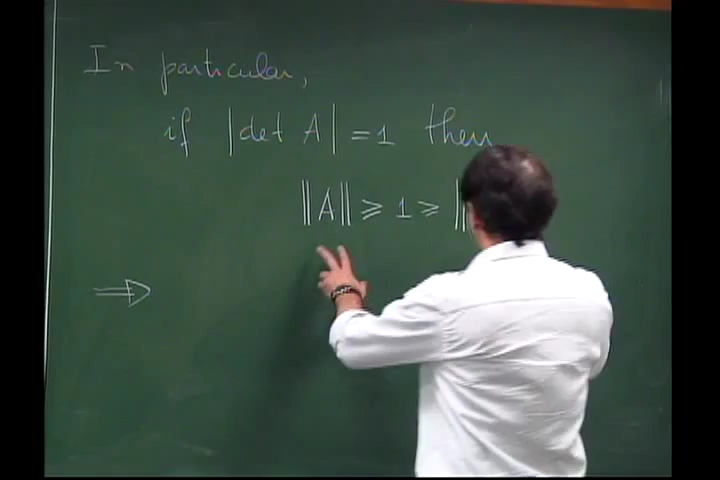 In particular,
if |det A| = 1 then
‖A‖ ⩾ 1 ⩾ ‖
⇒